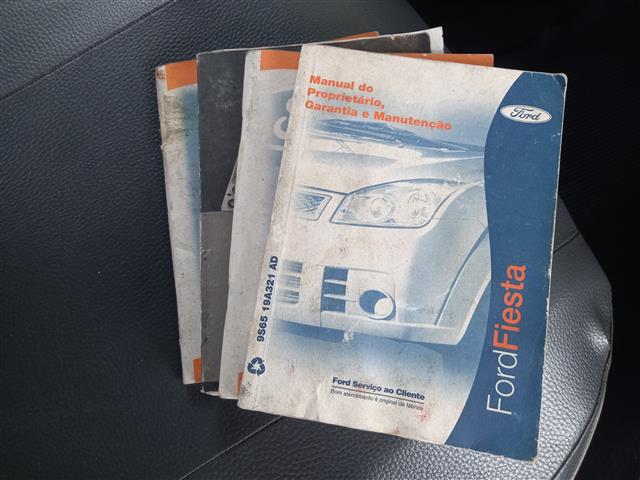 Manual do
Proprietário,
Garantia e Manutenção
Ford
FordFiesta
9S65 19A321 AD
Ford Serviço ao Cliente
Bom atendimento é original de fábrica